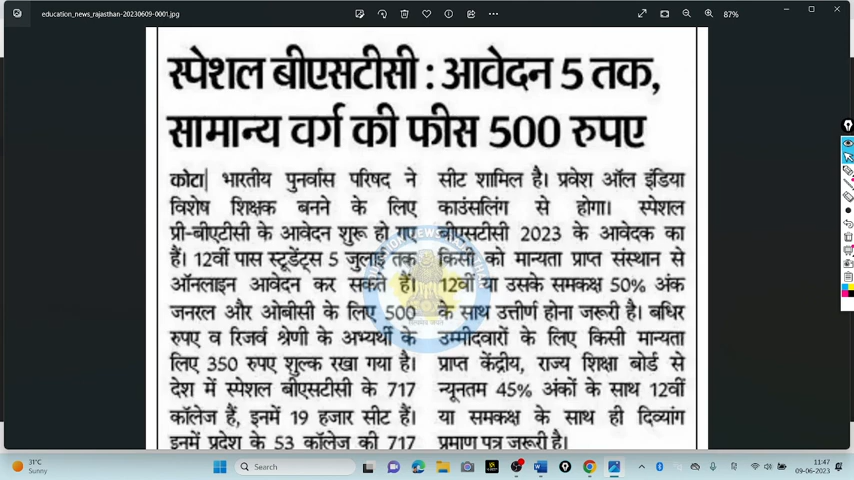 education_news_rajasthan-20230609-0001.jpg
87%
स्पेशल बीएसटीसी : आवेदन 5 तक,
सामान्य वर्ग की फीस 500 रुपए
कोटा| भारतीय पुनर्वास परिषद ने
विशेष शिक्षक बनने के लिए
प्री-बीएटीसी के आवेदन शुरू हो गए
हैं। 12वीं पास स्टूडेंट्स 5 जुलाई तक
ऑनलाइन आवेदन कर सकते हैं।
जनरल और ओबीसी के लिए 500
रुपए व रिजर्व श्रेणी के अभ्यर्थी के
लिए 350 रुपए शुल्क रखा गया है।
देश में स्पेशल बीएसटीसी के 717
कॉलेज हैं, इनमें 19 हजार सीट हैं।
इनमें प्रदेश के 53 कॉलेज की 717
सीट शामिल है। प्रवेश ऑल इंडिया
काउंसलिंग से होगा। स्पेशल
बीएसटीसी 2023 के आवेदक का
किसी को मान्यता प्राप्त संस्थान से
12वीं या उसके समकक्ष 50% अंक
के साथ उत्तीर्ण होना जरूरी है। बधिर
उम्मीदवारों के लिए किसी मान्यता
प्राप्त केंद्रीय, राज्य शिक्षा बोर्ड से
न्यूनतम 45% अंकों के साथ 12वीं
या समकक्ष के साथ ही दिव्यांग
प्रमाण पत्र जरूरी है।
31°C
Sunny
Search
11:47
09-06-2023